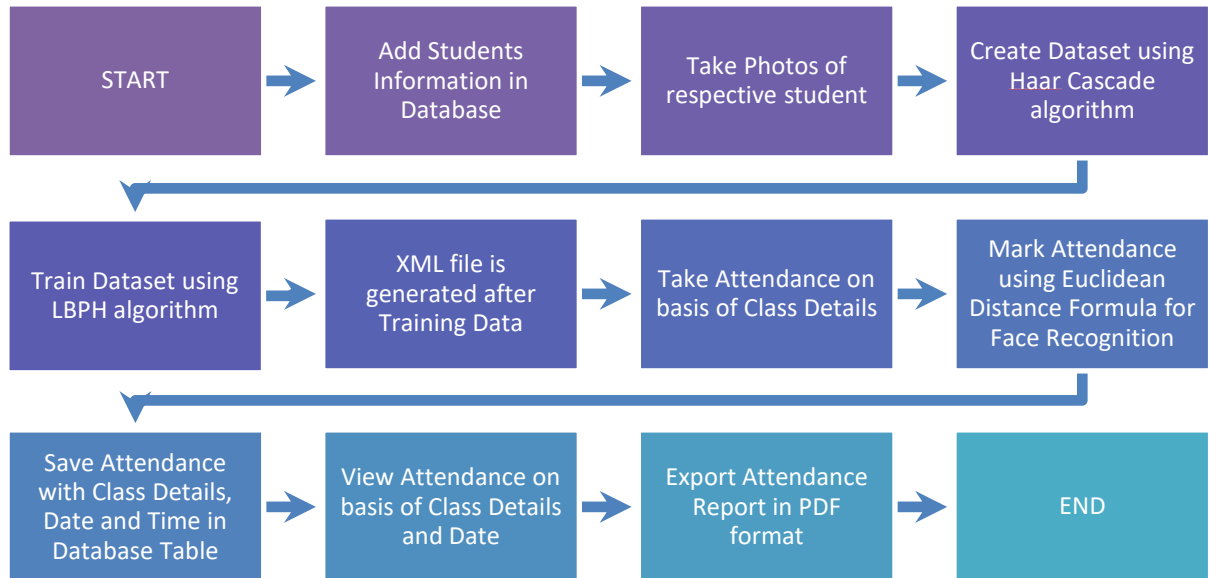 START
Add Students
Information in
Database
Take Photos of
respective student
Create Dataset using
Haar Cascade
algorithm
Train Dataset using
LBPH algorithm
XML file is
generated after
Training Data
Take Attendance on
basis of Class Details
Mark Attendance
using Euclidean
Distance Formula for
Face Recognition
Save Attendance
with Class Details,
Date and Time in
Database Table
View Attendance on
basis of Class Details
and Date
Export Attendance
Report in PDF
format
END